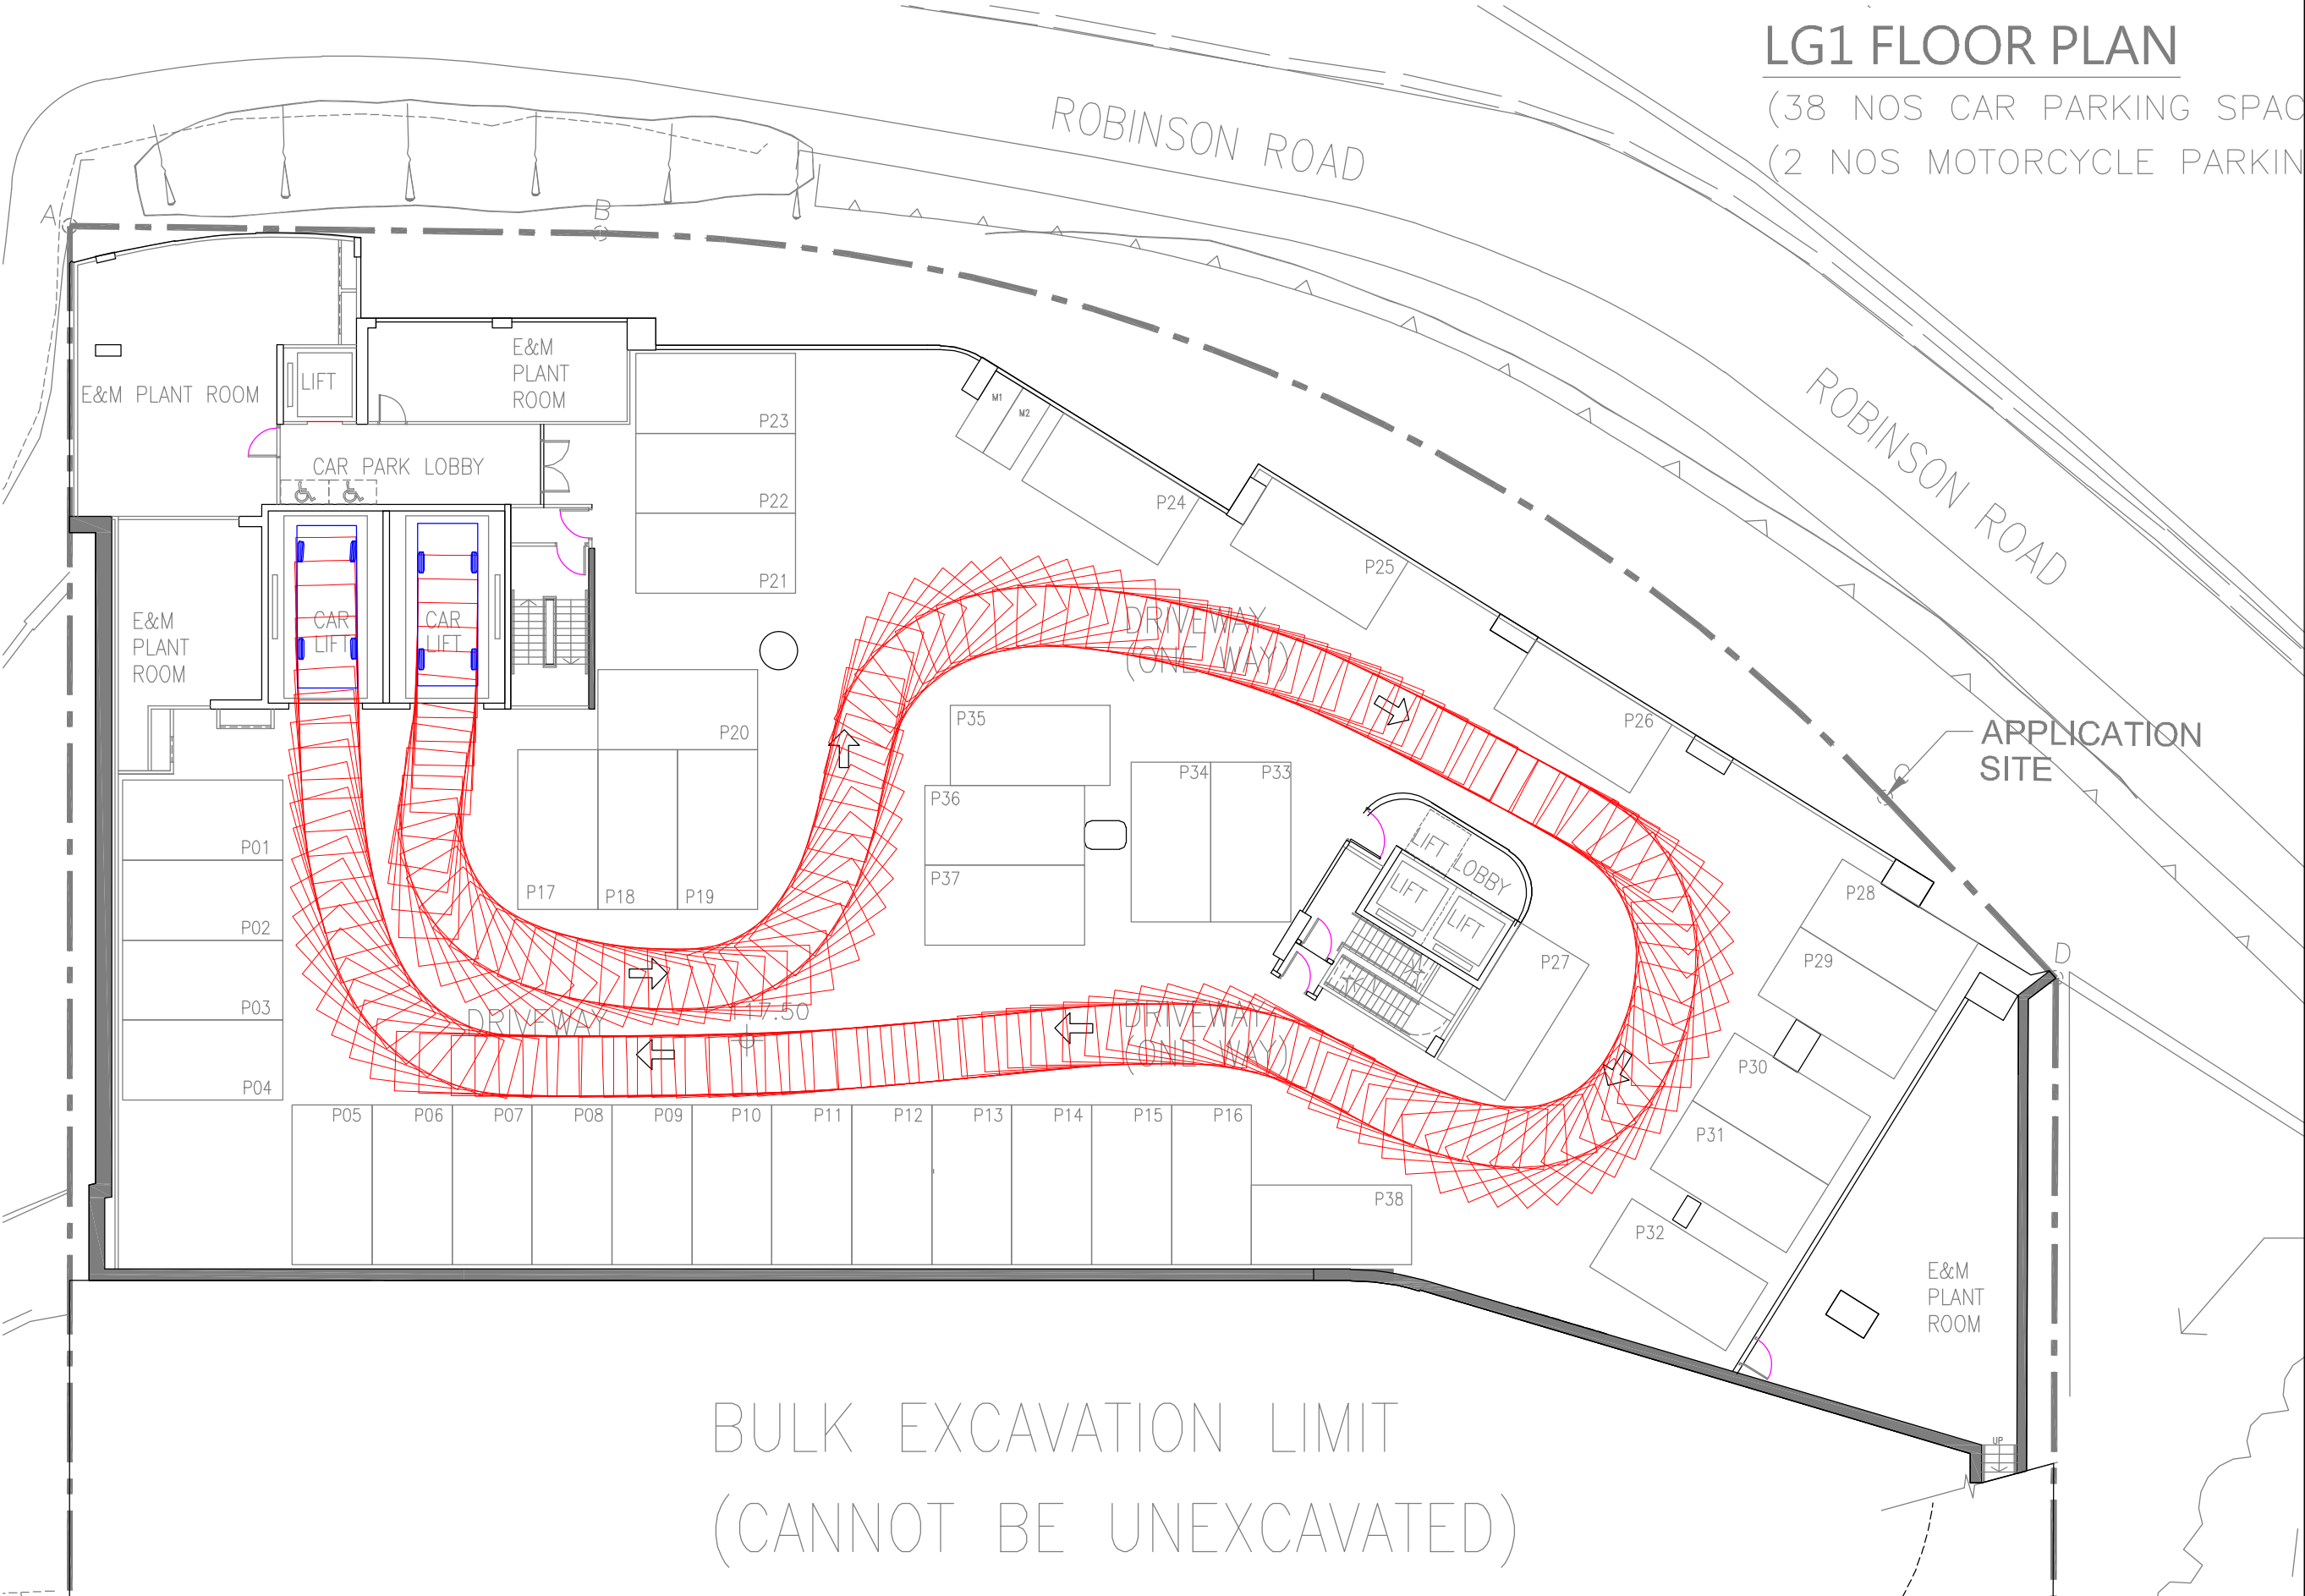 LG1 FLOOR PLAN
(38 NOS CAR PARKING SPAC
(2 NOS MOTORCYCLE PARKIN
ROBINSON ROAD
A
B
E&M
PLANT
ROOM
LIFT
E&M PLANT ROOM
ROBINSON ROAD
M1
M2
P23
CAR PARK LOBBY
P22
P24
P25
P21
E&M
PLANT
ROOM
CAR
LIFT
CAR
LIFT
DRIVEWAY
(ONE WAY)
P35
P26
P20
APPLICATION
SITE
C
P34
P33
P36
P01
LIFT LOBBY
LIFT
LIFT
P37
P17
P18
P19
P28
P02
P29
P27
D
P03
DRIVEWAY
17.50
DRIVEWAY
(ONE WAY)
P04
P30
P05
P06
P07
P08
P09
P10
P11
P12
P13
P14
P15
P16
P31
P38
P32
E&M
PLANT
ROOM
BULK EXCAVATION LIMIT
UP
(CANNOT BE UNEXCAVATED)